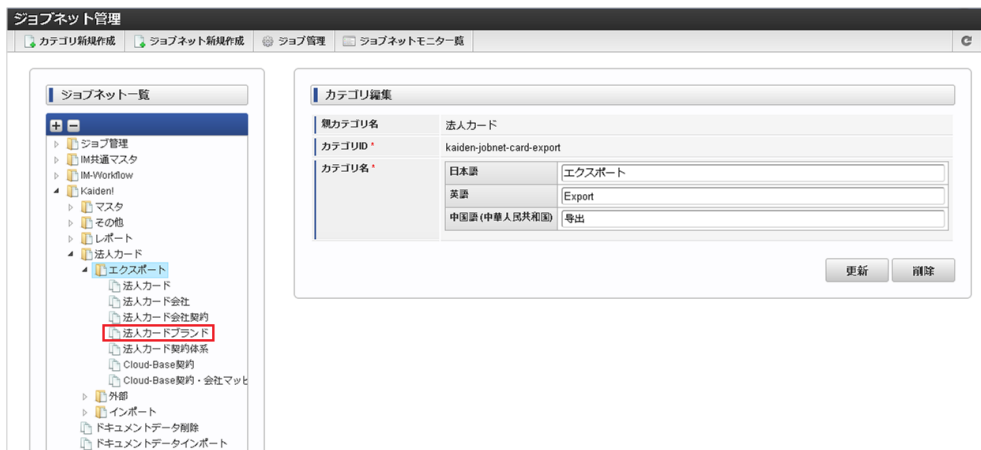 ジョブネット管理
カテゴリ新規作成 ジョブネット新規作成 ジョブ管理 ジョブネットモニター覧
ジョブネット一覧
ジョブ管理
IM共通マスタ
IM-Workflow
Kaiden!
マスタ
その他
レポート
法人カード
エクスポート
法人カード
法人カード会社
法人カード会社契約
法人カードブランド
法人カード契約体系
Cloud-Base契約
Cloud-Base契約・会社マッピ
外部
インポート
ドキュメントデータ削除
ドキュメントデータインポート
カテゴリ編集
親カテゴリ名 法人カード
カテゴリID * kaiden-jobnet-card-export
カテゴリ名 *
日本語 エクスポート
英語 Export
中国語(中華人民共和国) 导出
更新 削除